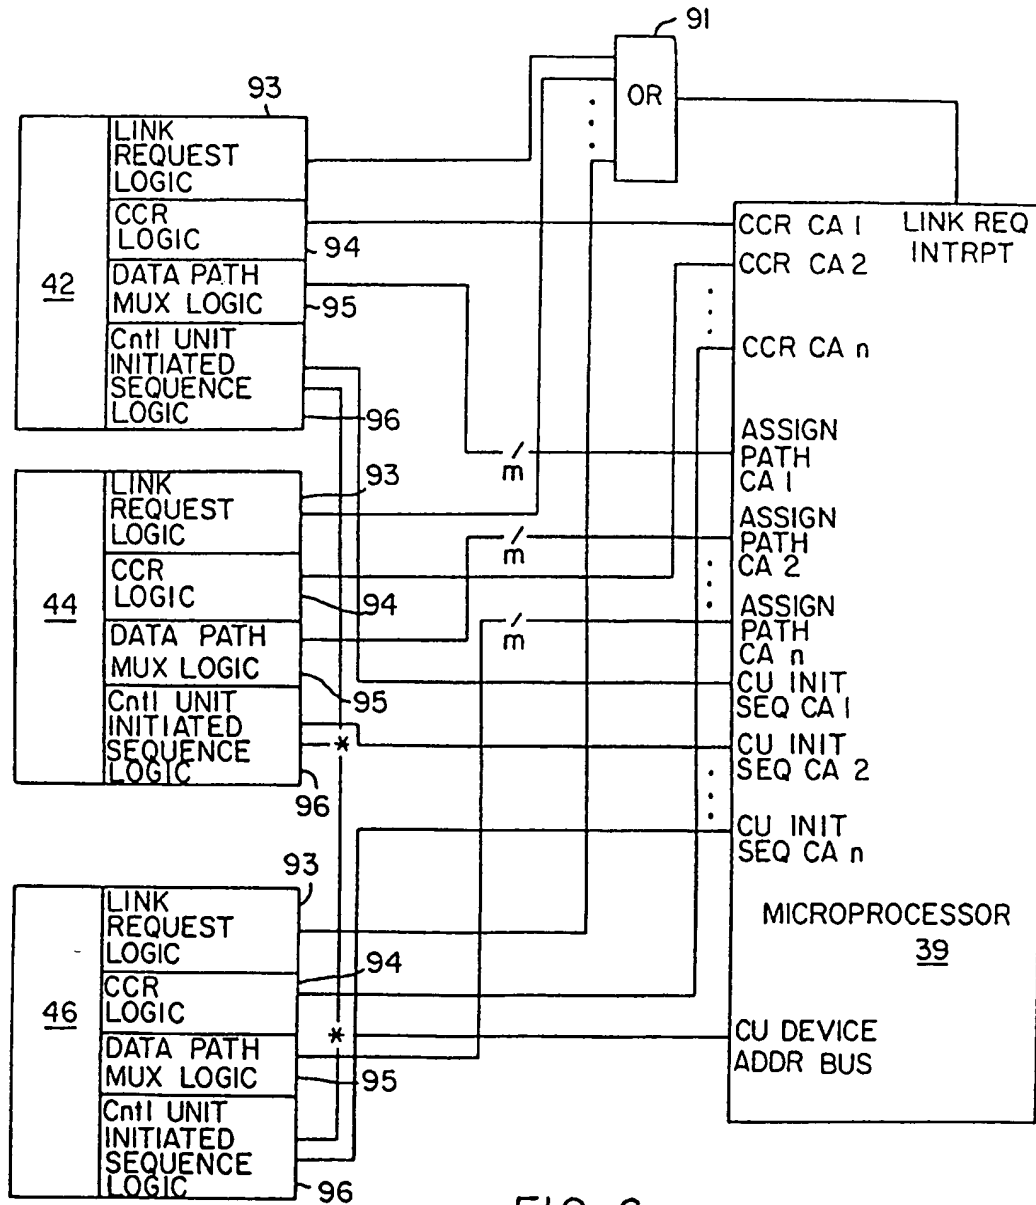 91
OR
93
LINK
REQUEST
LOGIC
CCR
LOGIC
94
42
DATA PATH
MUX LOGIC
95
Cntl UNIT
INITIATED
SEQUENCE
LOGIC
96
93
LINK
REQUEST
LOGIC
CCR
LOGIC
94
44
DATA PATH
MUX LOGIC
95
Cntl UNIT
INITIATED
SEQUENCE
LOGIC
96
93
LINK
REQUEST
LOGIC
94
CCR
LOGIC
46
DATA PATH
MUX LOGIC
95
Cntl UNIT
INITIATED
SEQUENCE
LOGIC
96
*
*
m
m
m
CCR CA 1
LINK REQ
INTRPT
CCR CA 2
CCR CA n
ASSIGN
PATH
CA 1
ASSIGN
PATH
CA 2
ASSIGN
PATH
CA n
CU INIT
SEQ CA 1
CU INIT
SEQ CA 2
CU INIT
SEQ CA n
MICROPROCESSOR
39
CU DEVICE
ADDR BUS